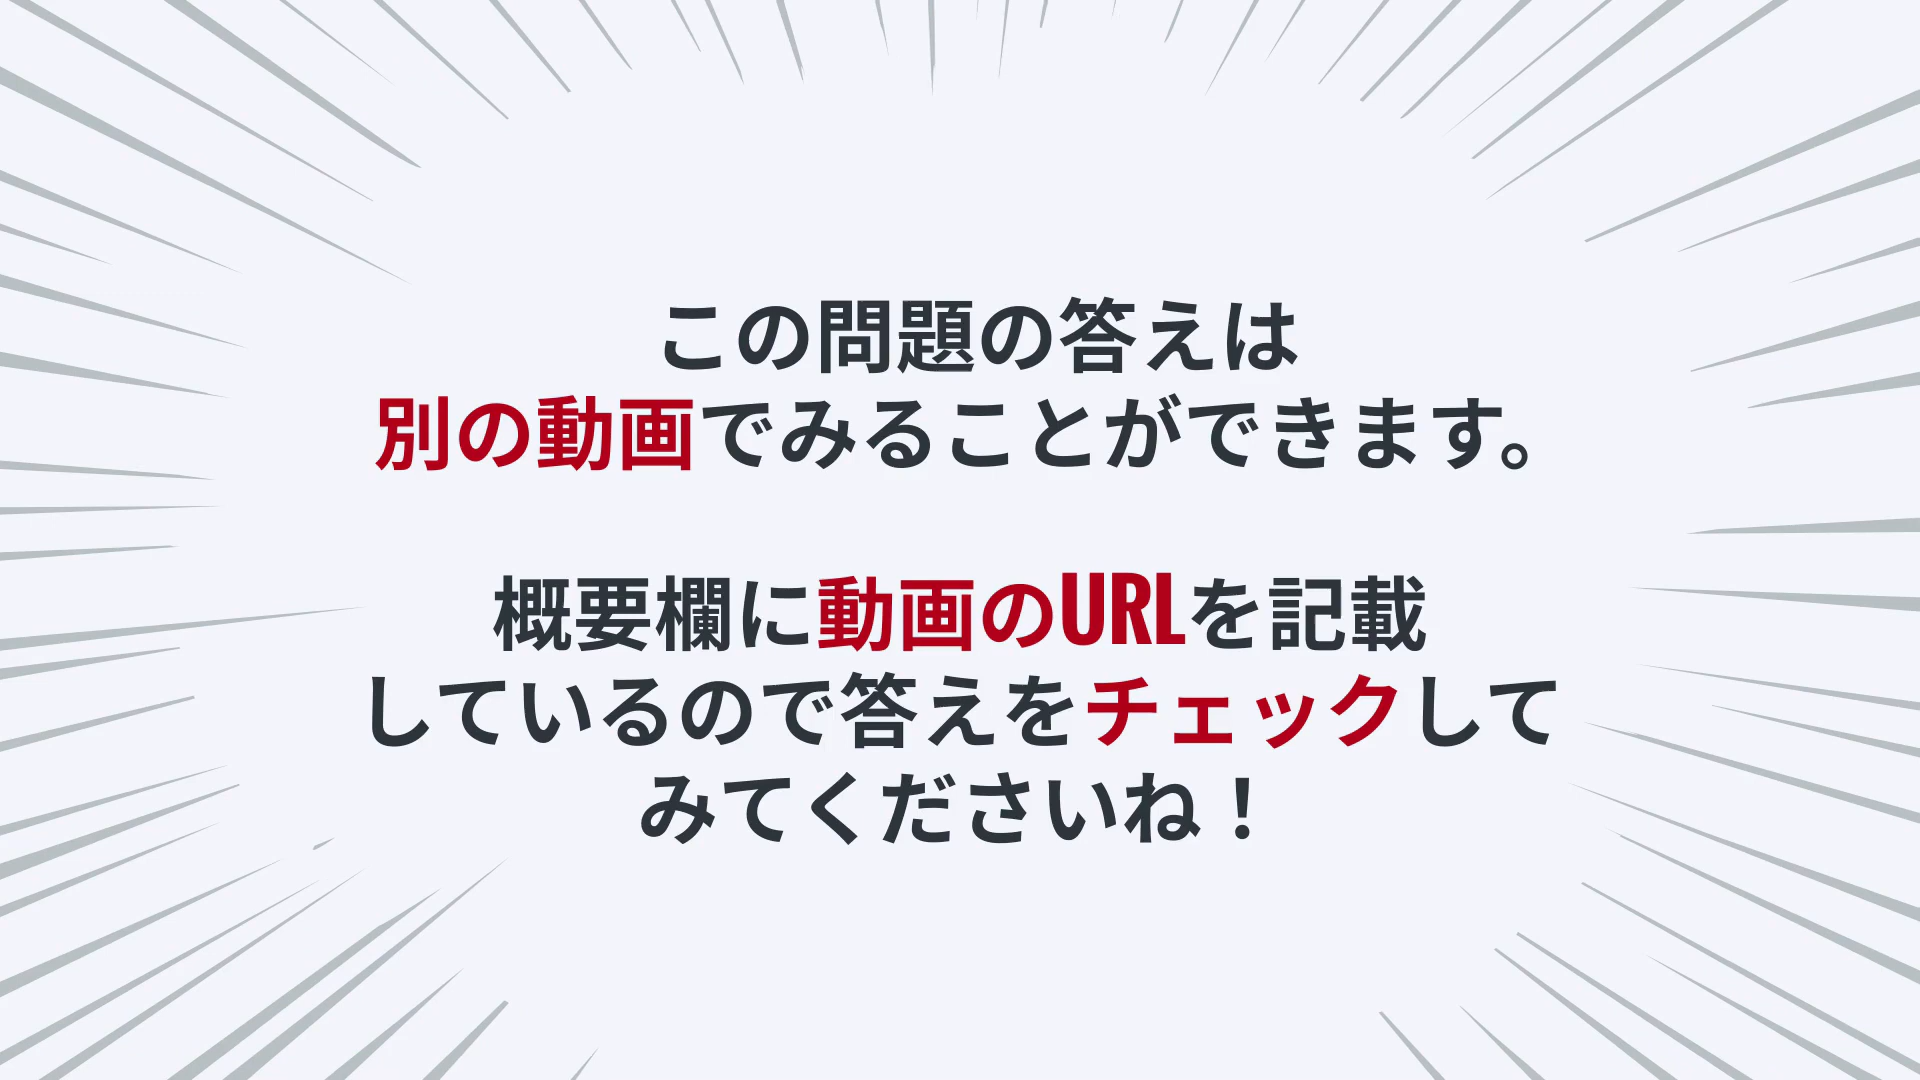 この問題の答えは
別の動画でみることができます。
概要欄に動画のURLを記載
しているので答えをチェックして
みてくださいね！